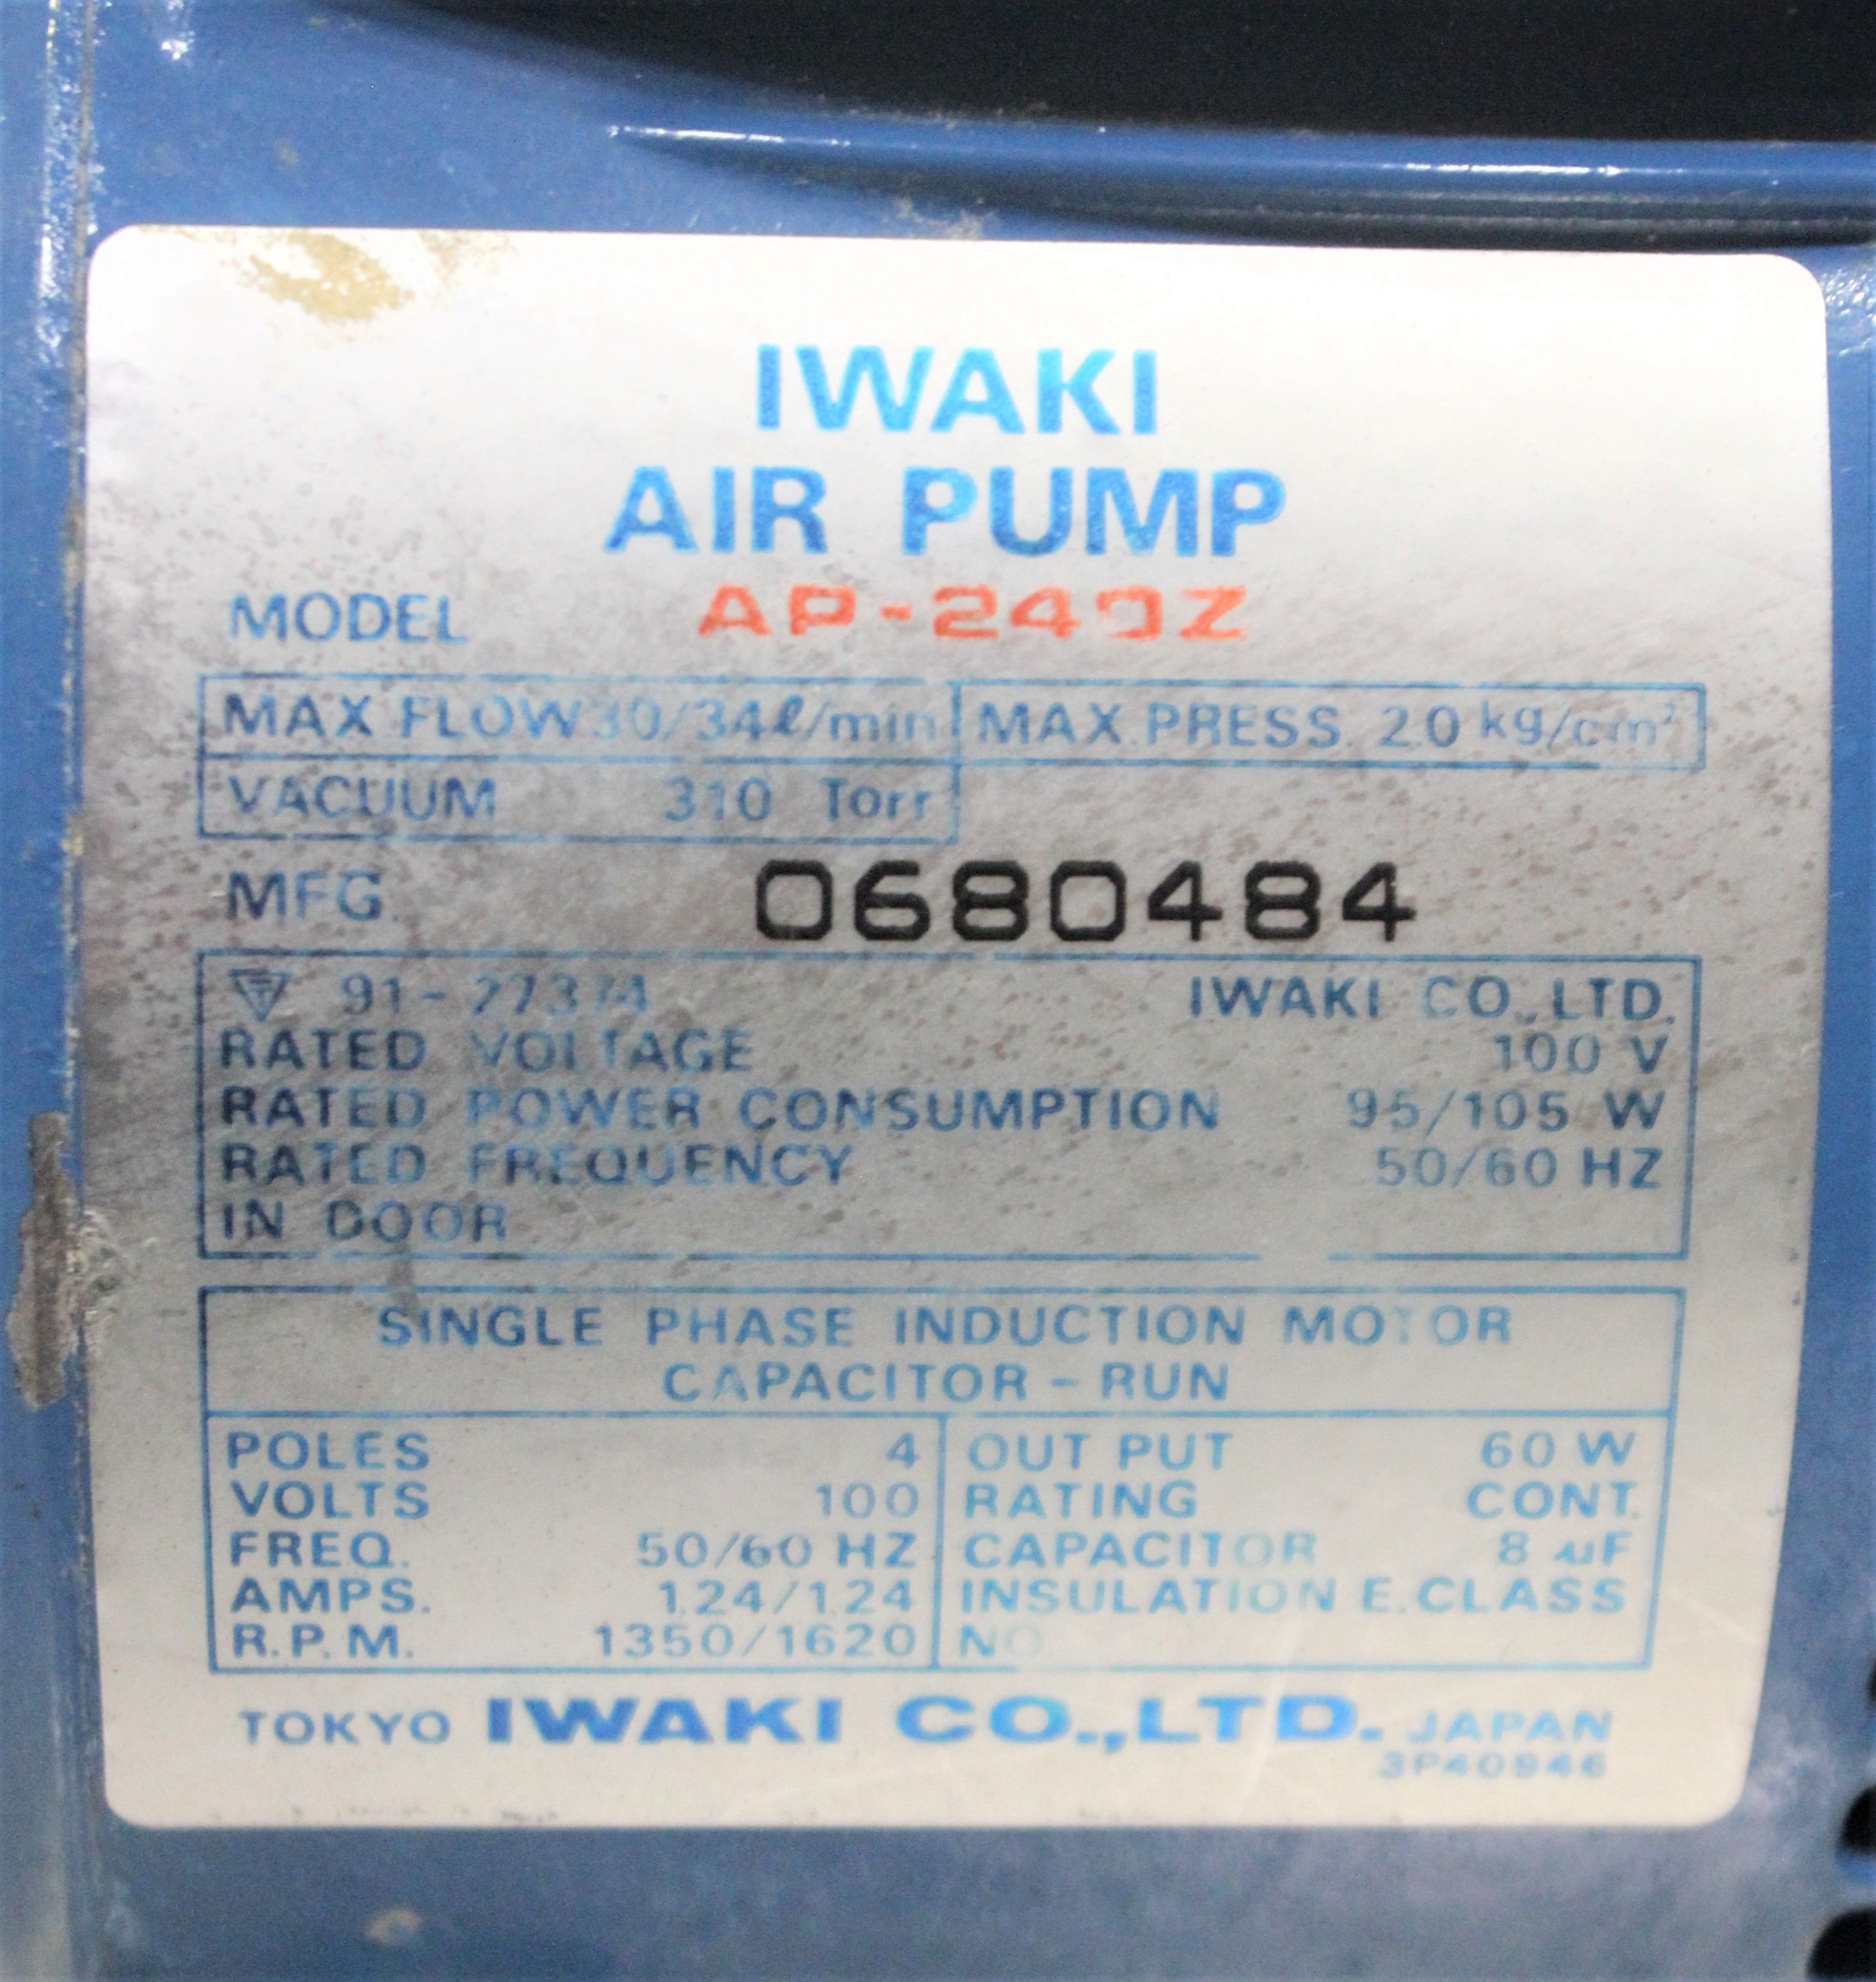 IWAKI
AIR PUMP
MODEL AP-240Z
MAX.FLOW 30/34ℓ/min MAX.PRESS. 2.0 kg/cm²
VACUUM 310 Torr
MFG. 0680484
91-27374 IWAKI CO.,LTD.
RATED VOLTAGE 100 V
RATED POWER CONSUMPTION 95/105 W
RATED FREQUENCY 50/60 HZ
IN DOOR
SINGLE PHASE INDUCTION MOTOR
CAPACITOR-RUN
POLES 4 OUT PUT 60 W
VOLTS 100 RATING CONT.
FREQ. 50/60 HZ CAPACITOR 8 µF
AMPS. 1.24/1.24 INSULATION E.CLASS
R.P.M. 1350/1620 NO
TOKYO IWAKI CO.,LTD. JAPAN
3P40946